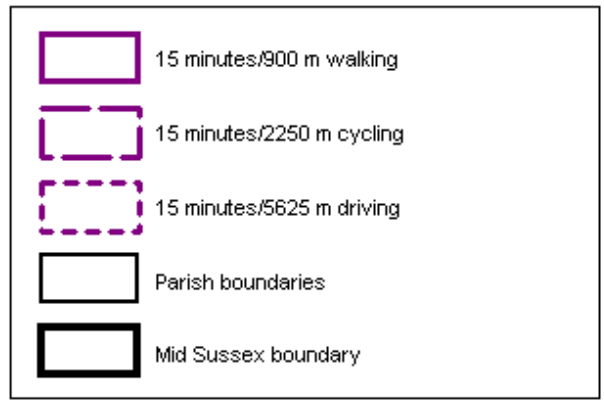 15 minutes/900 m walking
15 minutes/2250 m cycling
15 minutes/5625 m driving
Parish boundaries
Mid Sussex boundary